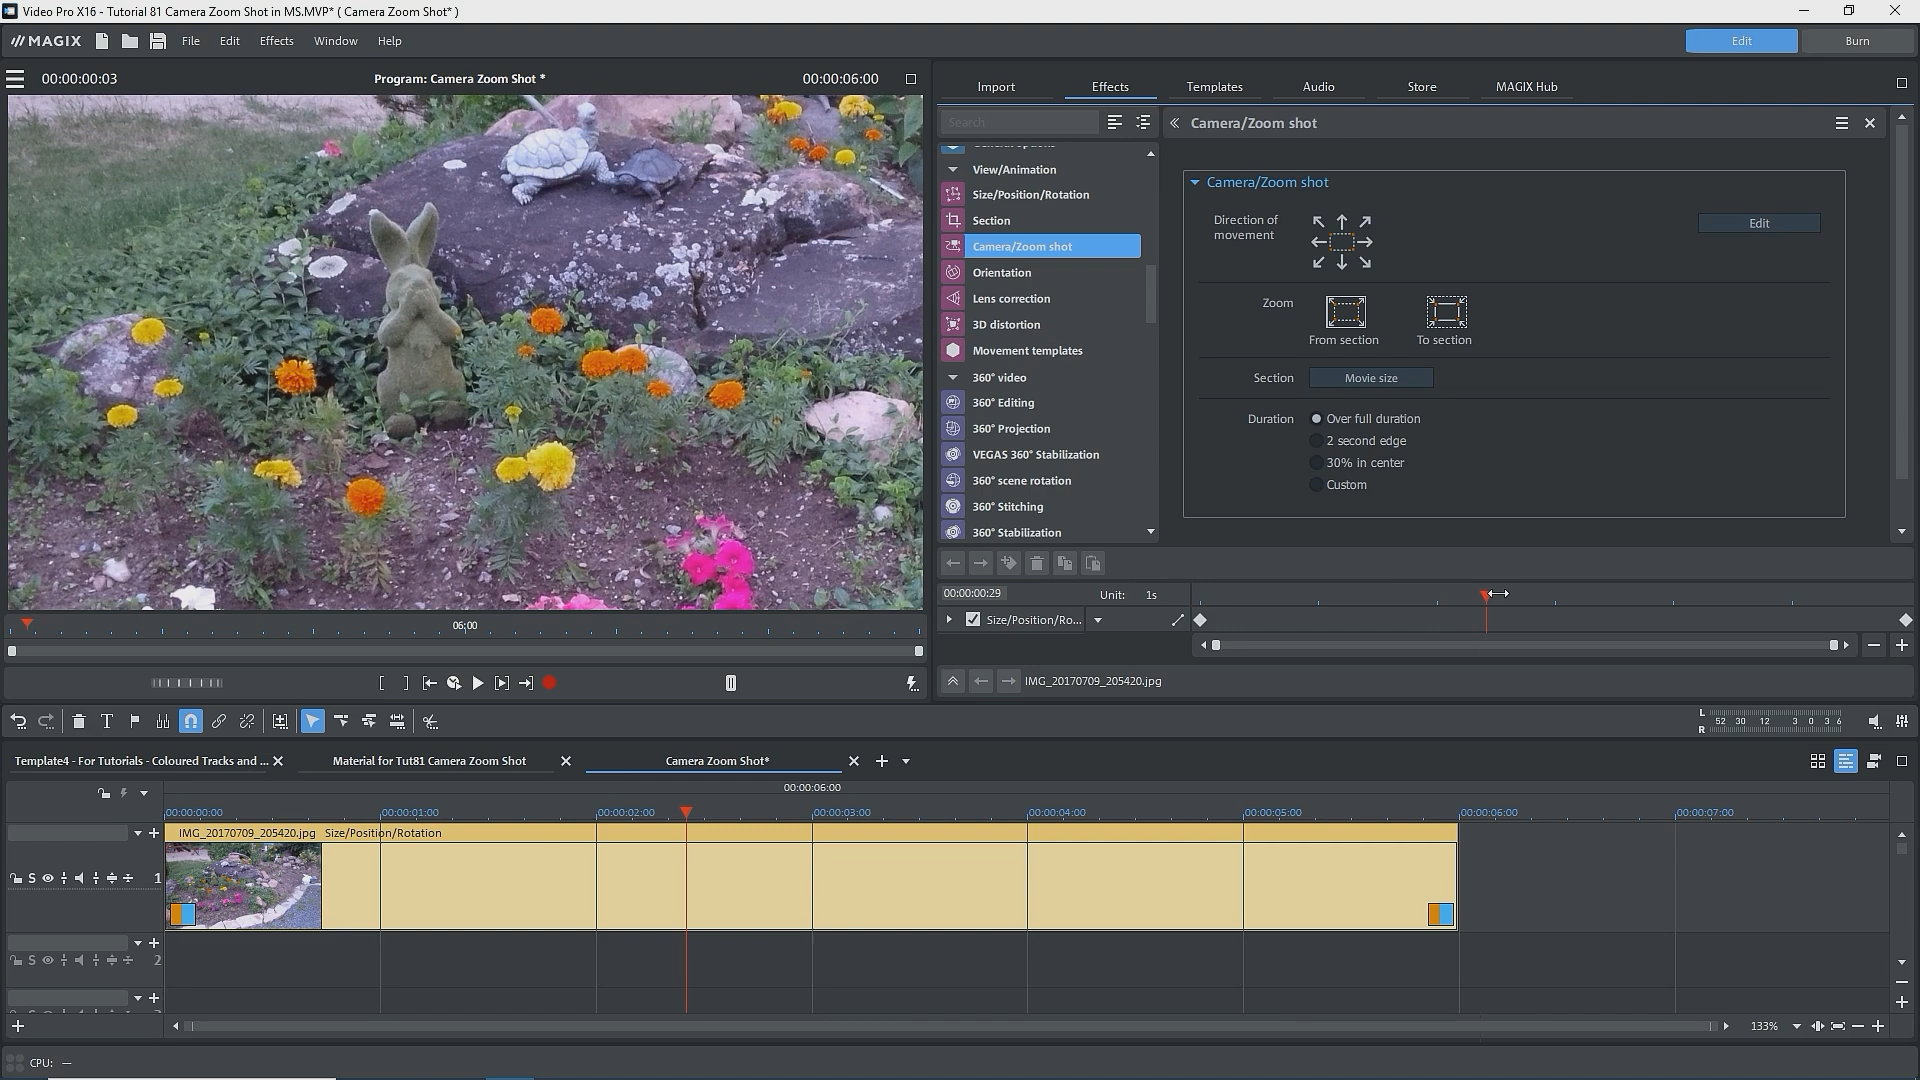 Video Pro X16 - Tutorial 81 Camera Zoom Shot in MS.MVP* ( Camera Zoom Shot* )
MAGIX File Edit Effects Window Help Edit Burn
00:00:00:03 Program: Camera Zoom Shot * 00:00:06:00
Import Effects Templates Audio Store MAGIX Hub
Search
Camera/Zoom shot
View/Animation
Size/Position/Rotation
Section
Camera/Zoom shot
Orientation
Lens correction
3D distortion
Movement templates
360° video
360° Editing
360° Projection
VEGAS 360° Stabilization
360° scene rotation
360° Stitching
360° Stabilization
Camera/Zoom shot
Direction of
movement
Edit
Zoom
From section To section
Section Movie size
Duration Over full duration
2 second edge
30% in center
Custom
00:00:00:29 Unit: 1s
Size/Position/Ro...
06:00
IMG_20170709_205420.jpg
L
52 30 12 3 0 3 6
R
Template4 - For Tutorials - Coloured Tracks and ... Material for Tut81 Camera Zoom Shot Camera Zoom Shot*
00:00:06:00
00:00:00:00 00:00:01:00 00:00:02:00 00:00:03:00 00:00:04:00 00:00:05:00 00:00:06:00 00:00:07:00
IMG_20170709_205420.jpg Size/Position/Rotation
S 1
S 2
133%
CPU: —